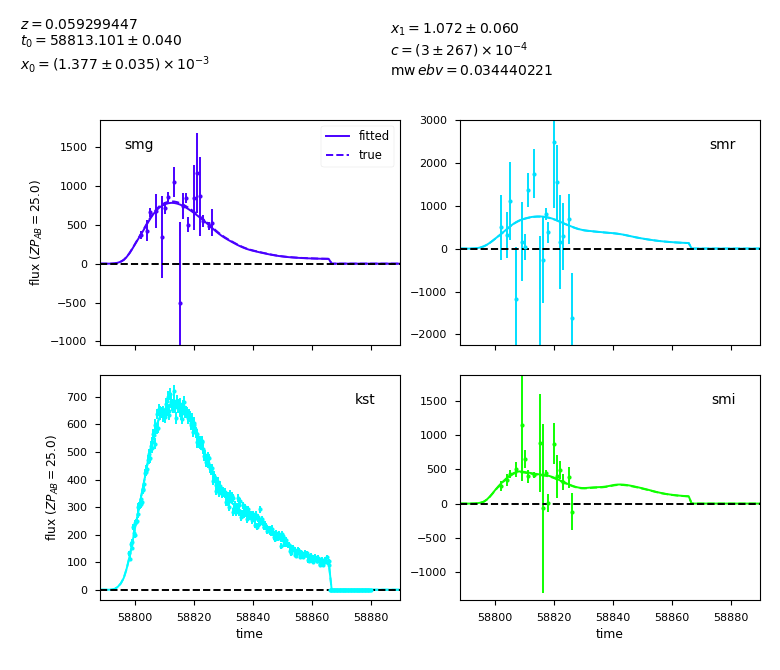 z = 0.059299447
t₀ = 58813.101 ± 0.040
x₀ = (1.377 ± 0.035) × 10⁻³
x₁ = 1.072 ± 0.060
c = (3 ± 267) × 10⁻⁴
mw ebv = 0.034440221
smg
fitted
true
1500
1000
500
0
−500
−1000
flux (ZP_AB = 25.0)
smr
3000
2000
1000
0
−1000
−2000
kst
700
600
500
400
300
200
100
0
flux (ZP_AB = 25.0)
58800 58820 58840 58860 58880
time
smi
1500
1000
500
0
−500
−1000
58800 58820 58840 58860 58880
time